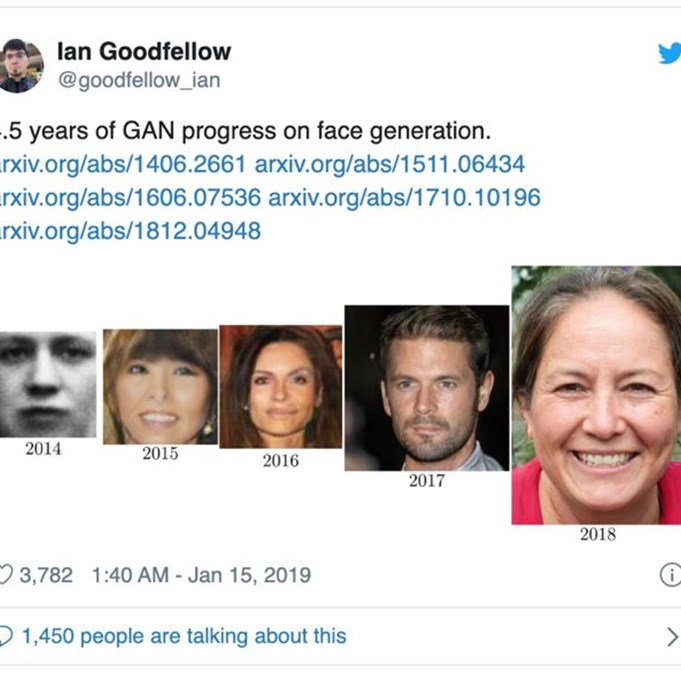 Ian Goodfellow
@goodfellow_ian
.5 years of GAN progress on face generation.
rxiv.org/abs/1406.2661 arxiv.org/abs/1511.06434
rxiv.org/abs/1606.07536 arxiv.org/abs/1710.10196
rxiv.org/abs/1812.04948
2014
2015
2016
2017
2018
3,782 1:40 AM - Jan 15, 2019
1,450 people are talking about this